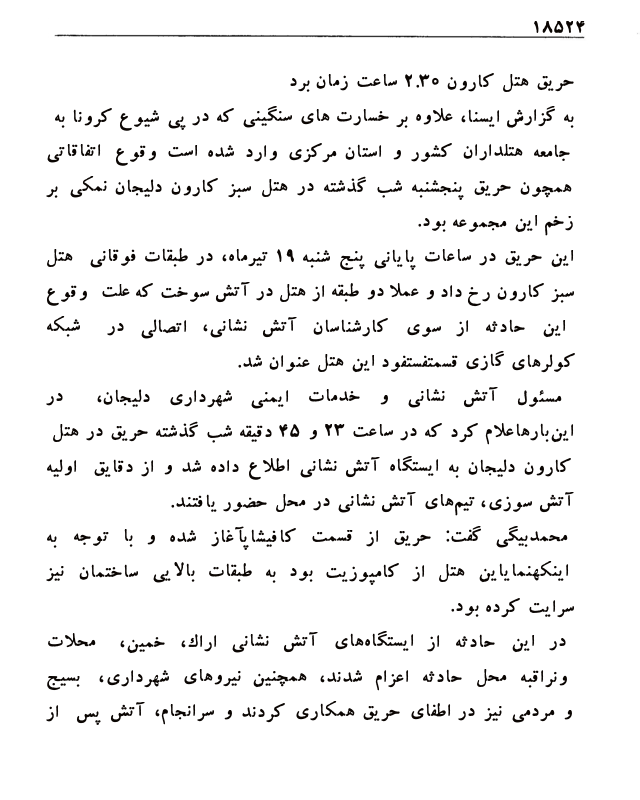 ۱۸۵۲۴
حریق هتل کارون ۲.۳۰ ساعت زمان برد
به گزارش ایسنا، علاوه بر خسارت های سنگینی که در پی شیوع کرونا به
جامعه هتلداران کشور و استان مرکزی وارد شده است وقوع اتفاقاتی
همچون حریق پنجشنبه شب گذشته در هتل سبز کارون دلیجان نمکی بر
زخم این مجموعه بود.
این حریق در ساعات پایانی پنج شنبه ۱۹ تیرماه، در طبقات فوقانی هتل
سبز کارون رخ داد و عملا دو طبقه از هتل در آتش سوخت که علت وقوع
این حادثه از سوی کارشناسان آتش نشانی، اتصالی در شبکه
کولرهای گازی قسمتفستفود این هتل عنوان شد.
مسئول آتش نشانی و خدمات ایمنی شهرداری دلیجان، در
این‌بارهاعلام کرد که در ساعت ۲۳ و ۴۵ دقیقه شب گذشته حریق در هتل
کارون دلیجان به ایستگاه آتش نشانی اطلاع داده شد و از دقایق اولیه
آتش سوزی، تیم‌های آتش نشانی در محل حضور یافتند.
محمدبیگی گفت: حریق از قسمت کافیشاپآغاز شده و با توجه به
اینکهنمایاین هتل از کامپوزیت بود به طبقات بالایی ساختمان نیز
سرایت کرده بود.
در این حادثه از ایستگاه‌های آتش نشانی اراک، خمین، محلات
ونراقبه محل حادثه اعزام شدند، همچنین نیروهای شهرداری، بسیج
و مردمی نیز در اطفای حریق همکاری کردند و سرانجام، آتش پس از